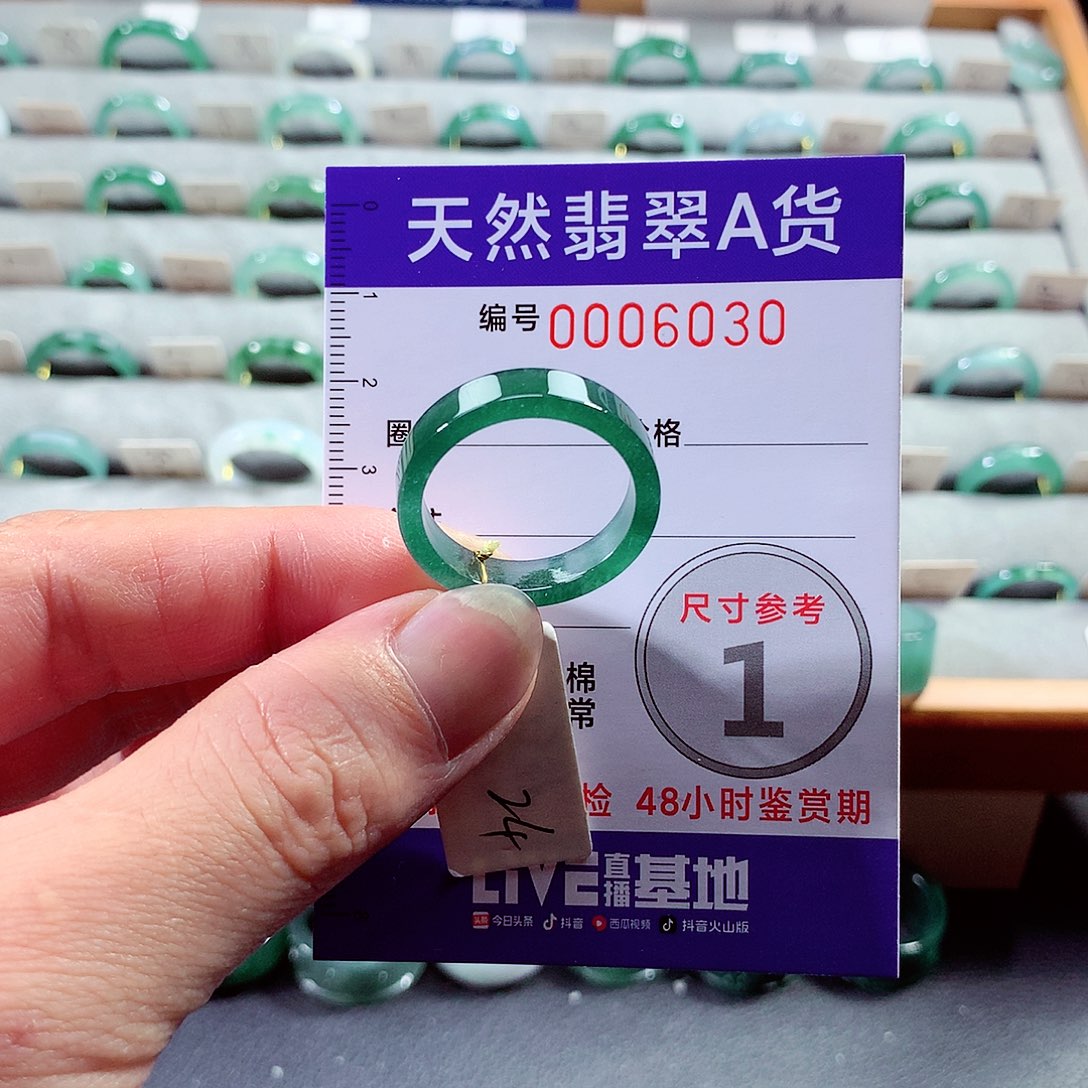 天然翡翠A货
编号 0006030
0
1
2
3
圈 格
尺寸参考
1
棉
常
检 48小时鉴赏期
24
LIVE直播基地
今日头条 抖音 西瓜视频 抖音火山版